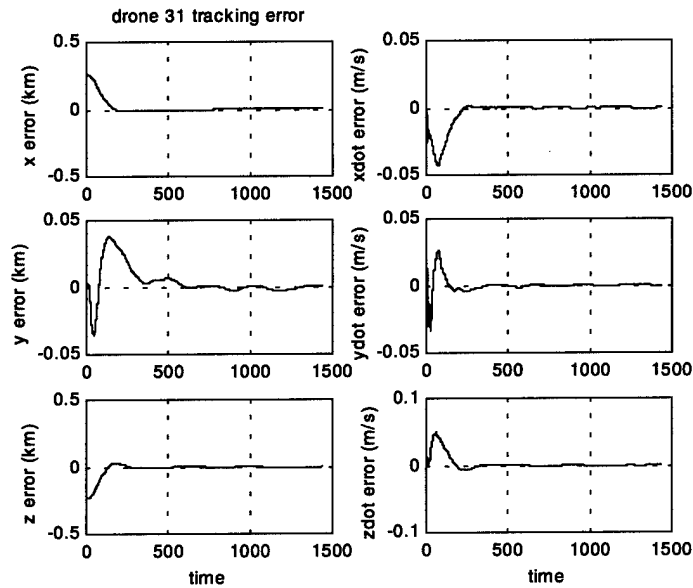 drone 31 tracking error
x error (km)
0.5
0
-0.5
0 500 1000 1500
xdot error (m/s)
0.05
0
-0.05
0 500 1000 1500
y error (km)
0.05
0
-0.05
0 500 1000 1500
ydot error (m/s)
0.05
0
-0.05
0 500 1000 1500
z error (km)
0.5
0
-0.5
0 500 1000 1500
time
zdot error (m/s)
0.1
0
-0.1
0 500 1000 1500
time